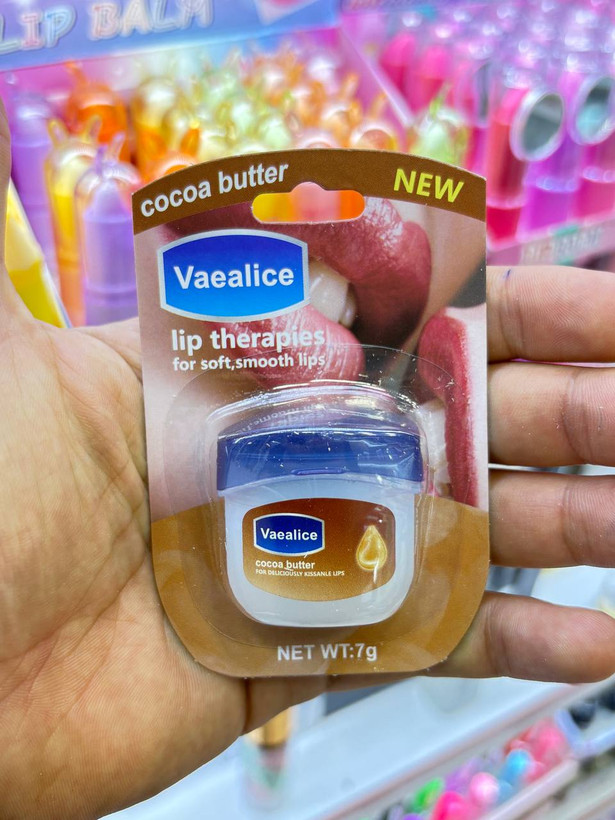 LIP BALM
cocoa butter
NEW
Vaealice
lip therapies
for soft,smooth lips
Vaealice
cocoa butter
FOR DELICIOUSLY KISSANLE LIPS
NET WT:7g